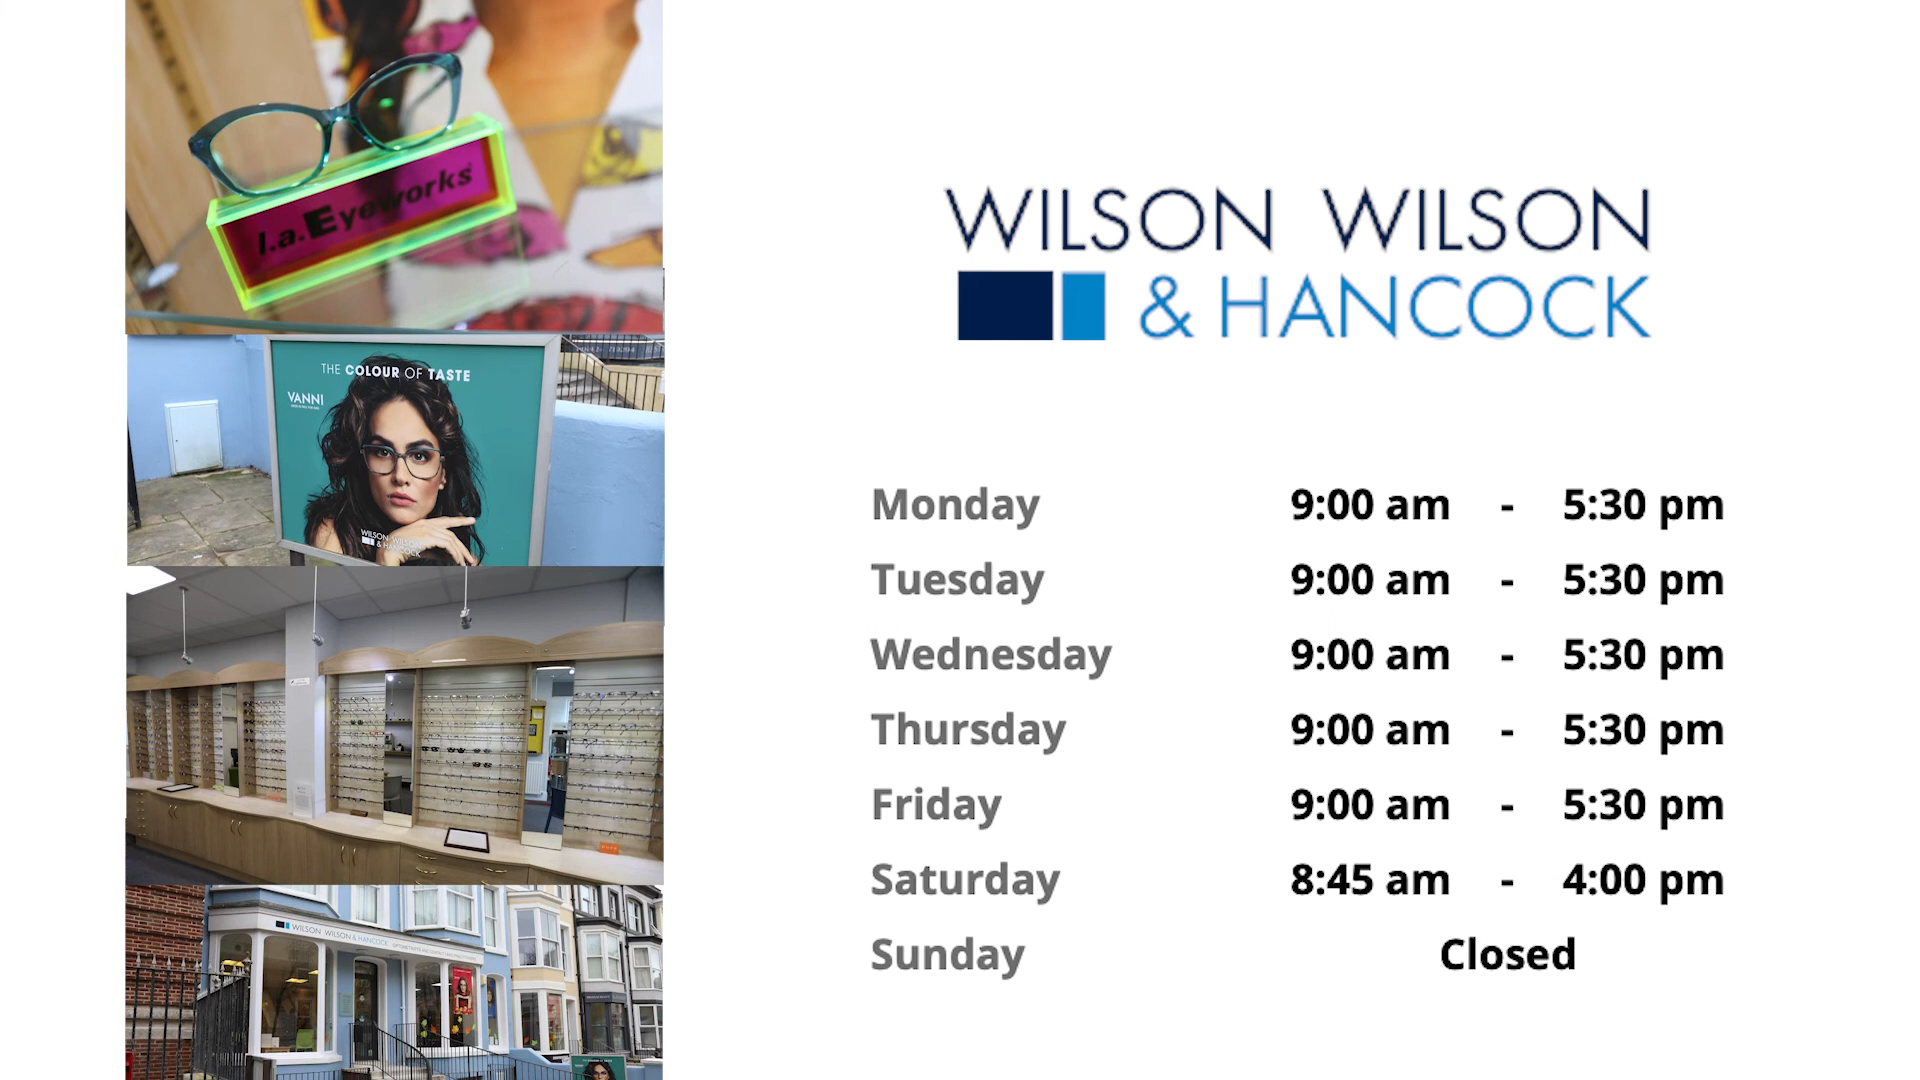 l.a.Eyeworks
THE COLOUR OF TASTE
VANNI
WILSON WILSON
& HANCOCK
WILSON WILSON & HANCOCK
WILSON WILSON
& HANCOCK
Monday 9:00 am - 5:30 pm
Tuesday 9:00 am - 5:30 pm
Wednesday 9:00 am - 5:30 pm
Thursday 9:00 am - 5:30 pm
Friday 9:00 am - 5:30 pm
Saturday 8:45 am - 4:00 pm
Sunday Closed